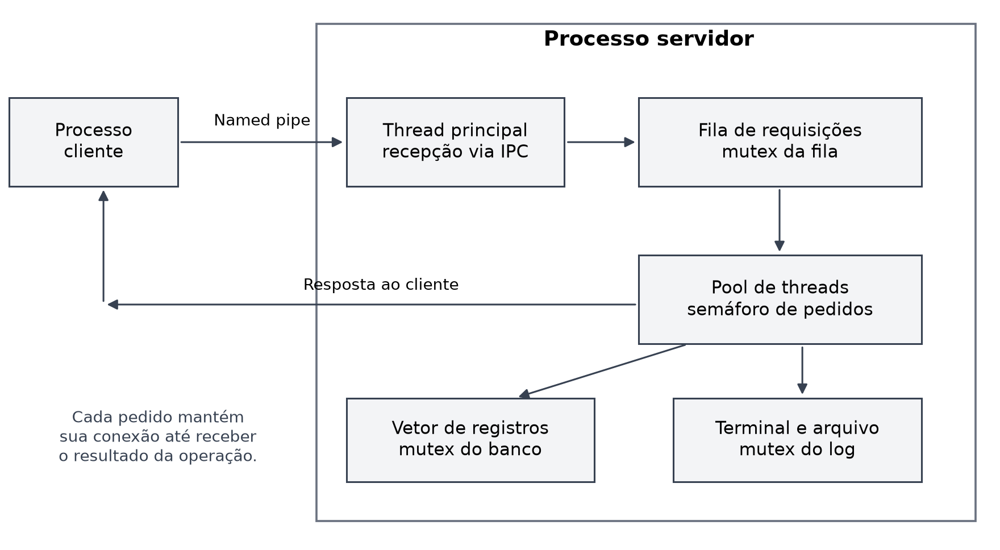 Processo servidor
Processo
cliente
Named pipe
Thread principal
recepção via IPC
Fila de requisições
mutex da fila
Resposta ao cliente
Pool de threads
semáforo de pedidos
Cada pedido mantém
sua conexão até receber
o resultado da operação.
Vetor de registros
mutex do banco
Terminal e arquivo
mutex do log